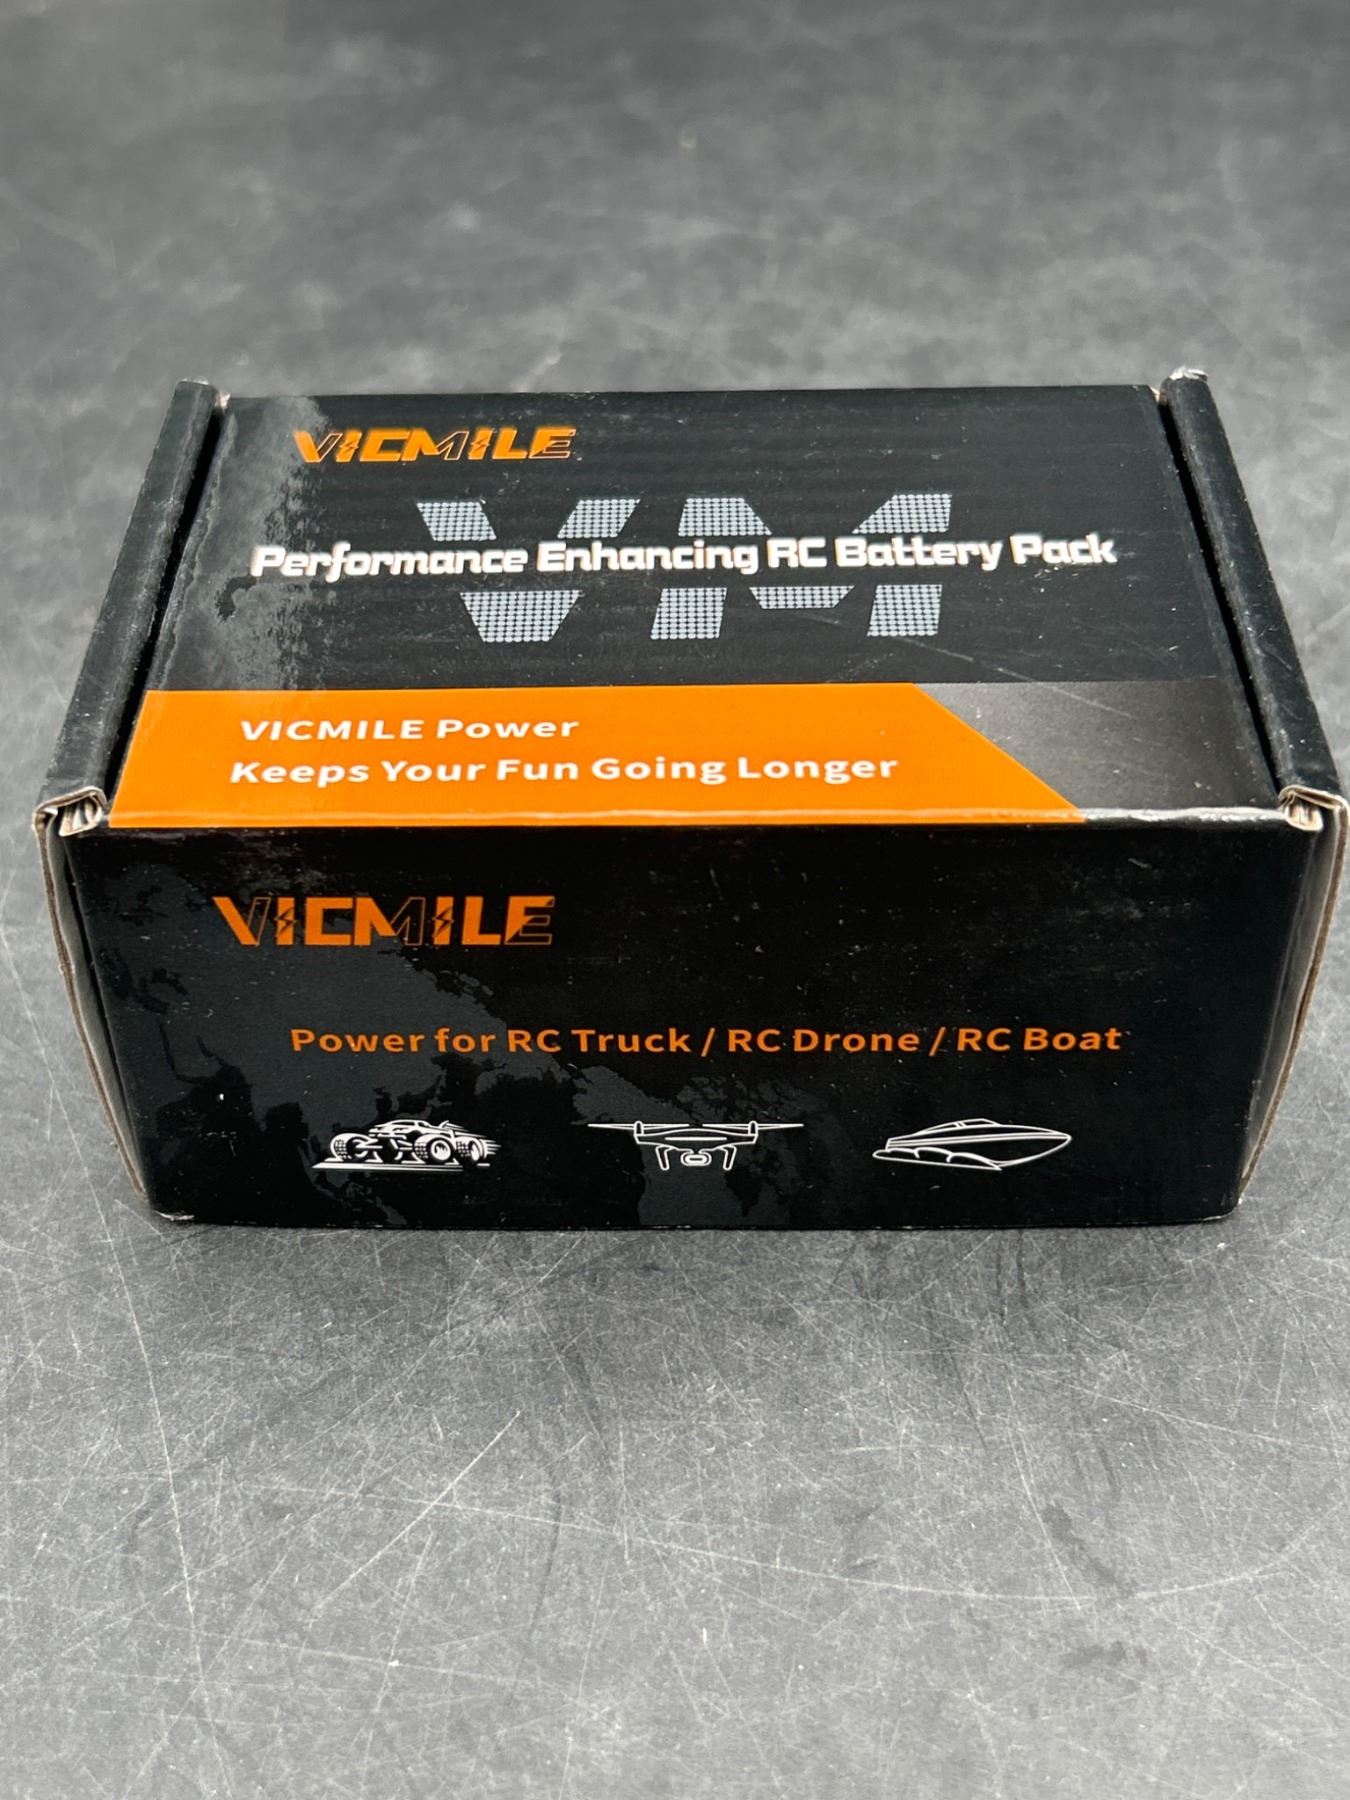 VICMILE
VM
Performance Enhancing RC Battery Pack
VICMILE Power
Keeps Your Fun Going Longer
VICMILE
Power for RC Truck / RC Drone / RC Boat